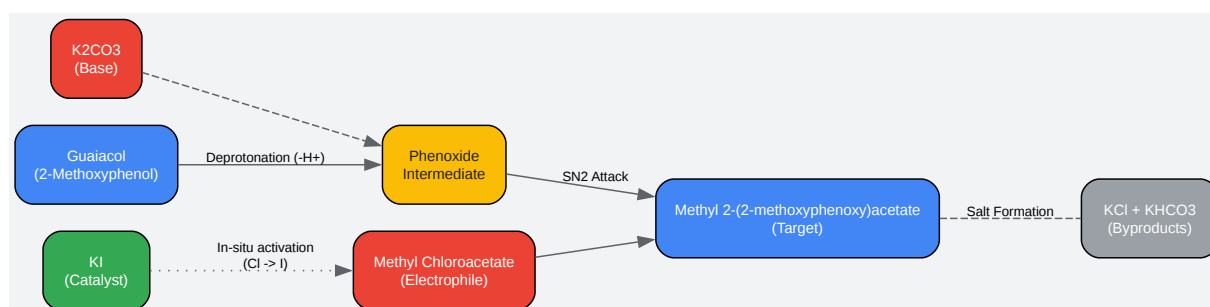 K2CO3
(Base)
Guaiacol
(2-Methoxyphenol)
Deprotonation (-H+)
Phenoxide
Intermediate
SN2 Attack
KI
(Catalyst)
In-situ activation
(Cl -> I)
Methyl Chloroacetate
(Electrophile)
Methyl 2-(2-methoxyphenoxy)acetate
(Target)
Salt Formation
KCl + KHCO3
(Byproducts)